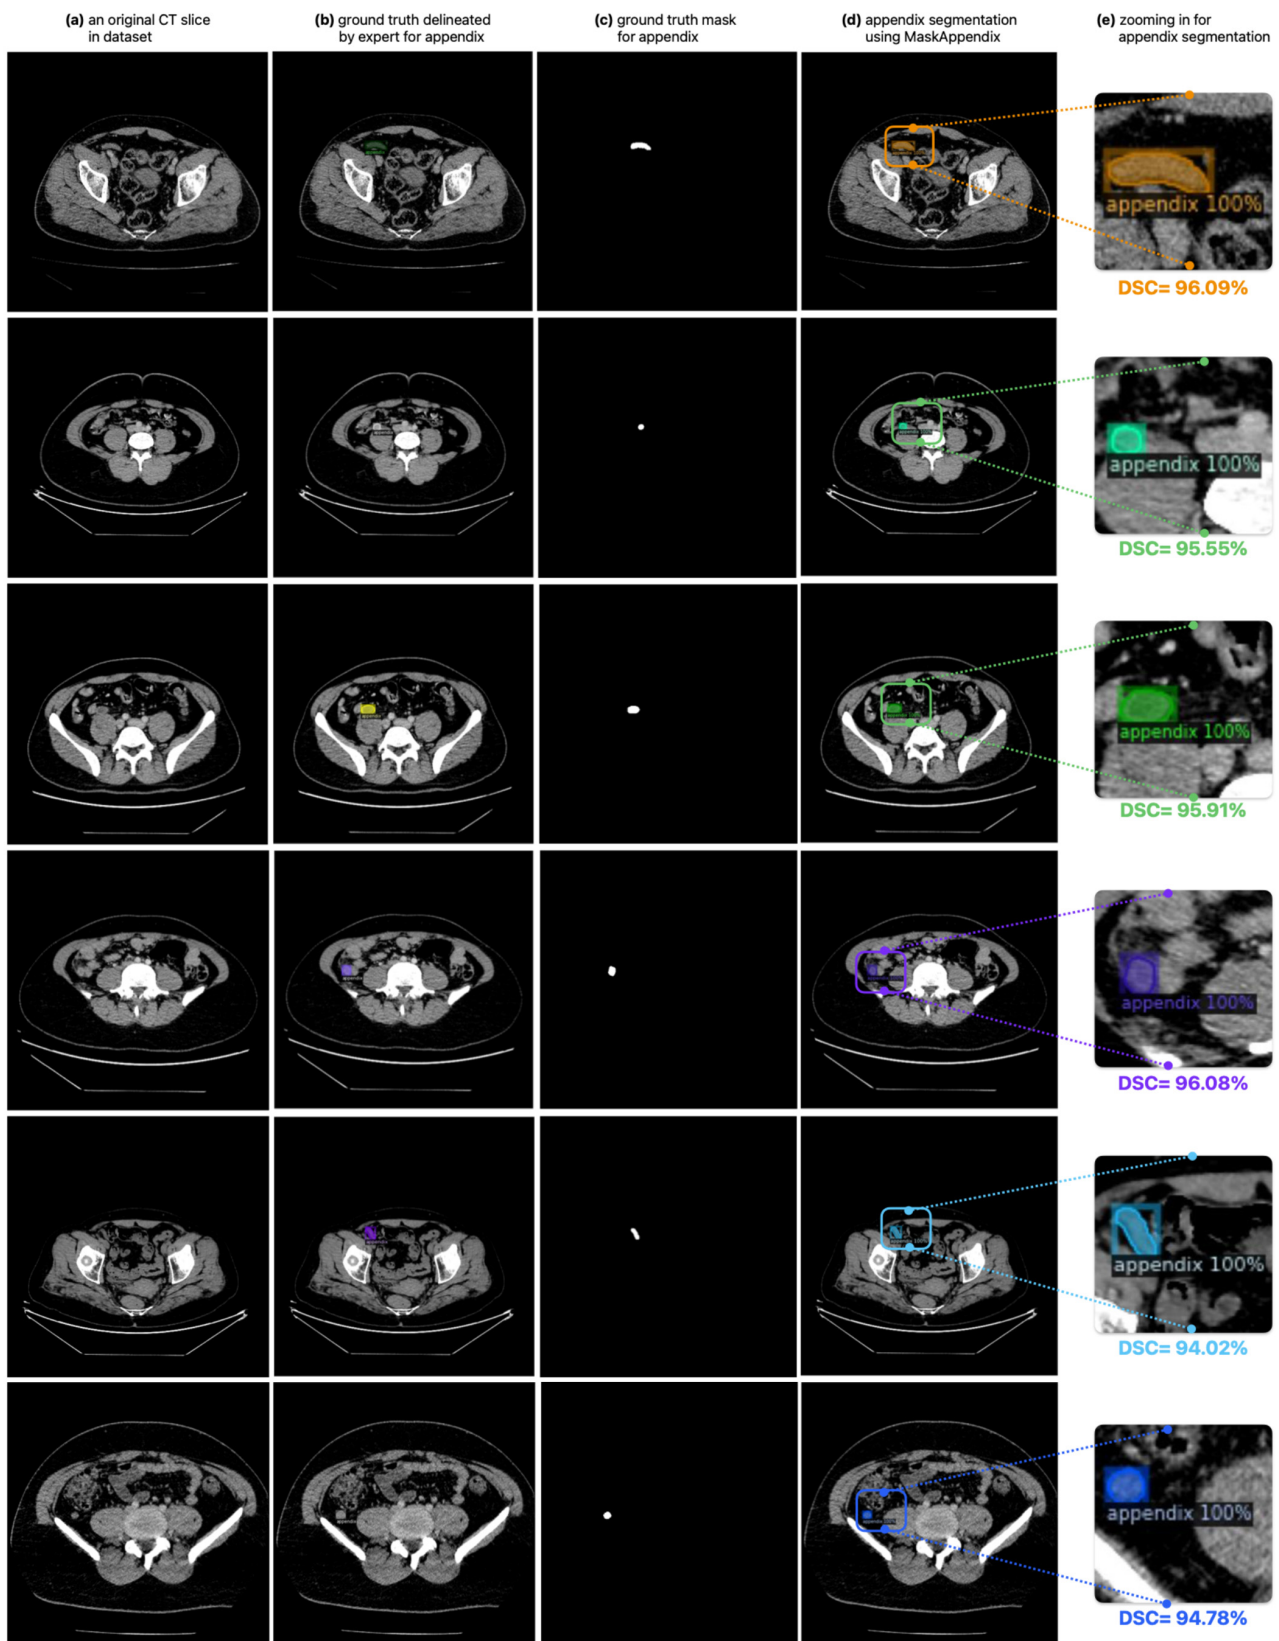 (a) an original CT slice
in dataset
(b) ground truth delineated
by expert for appendix
(c) ground truth mask
for appendix
(d) appendix segmentation
using MaskAppendix
(e) zooming in for
appendix segmentation
appendix 100%
DSC= 96.09%
appendix 100%
DSC= 95.55%
appendix 100%
DSC= 95.91%
appendix 100%
DSC= 96.08%
appendix 100%
DSC= 94.02%
appendix 100%
DSC= 94.78%